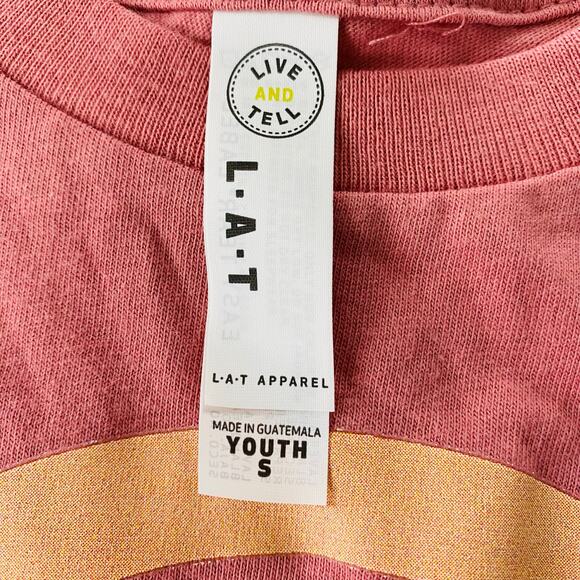 LIVE
AND
TELL
L·A·T
L·A·T APPAREL
MADE IN GUATEMALA
YOUTH
S